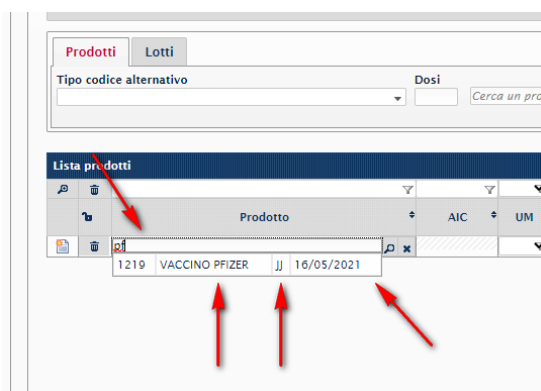 Prodotti Lotti
Tipo codice alternativo Dosi
Cerca un pro
Lista prodotti
Prodotto AIC UM
pf
1219 VACCINO PFIZER JJ 16/05/2021